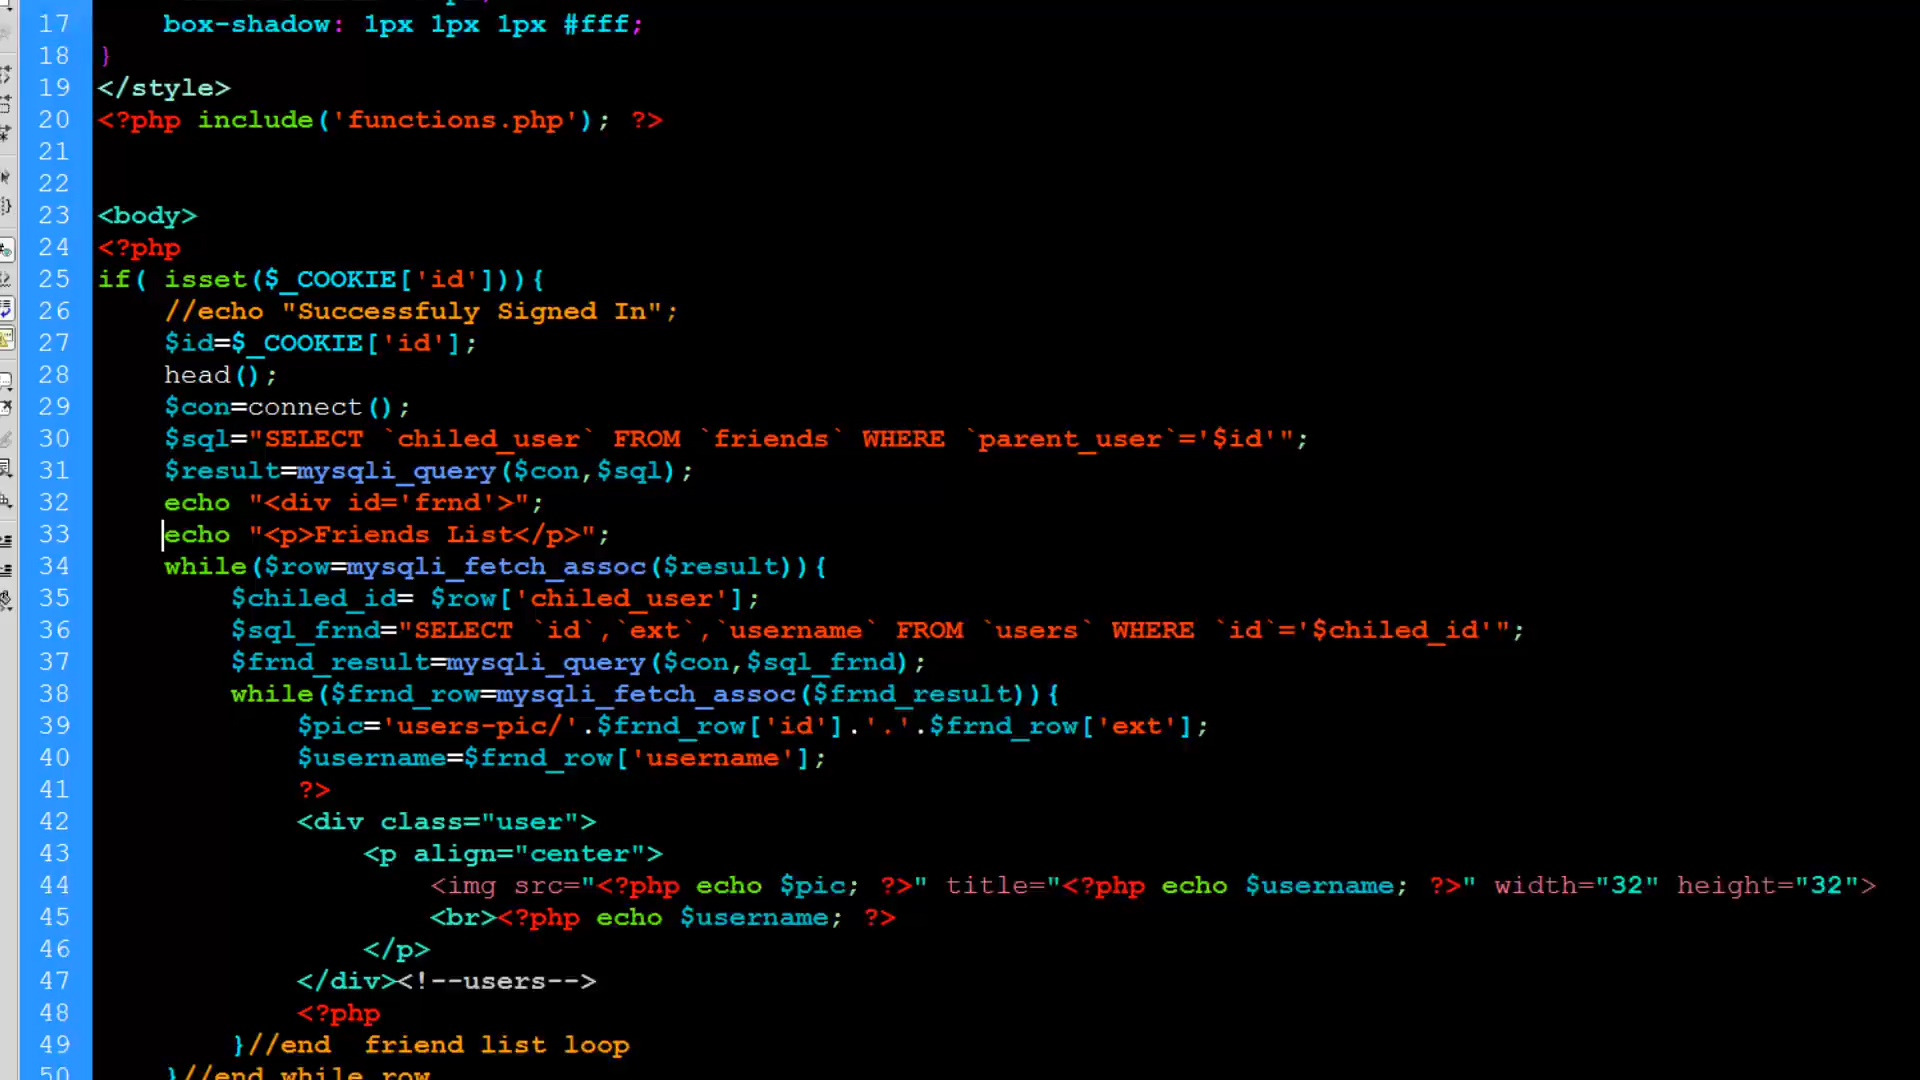 17 box-shadow: 1px 1px 1px #fff;
18 }
19 </style>
20 <?php include('functions.php'); ?>
21
22
23 <body>
24 <?php
25 if( isset($_COOKIE['id'])){
26 //echo "Successfuly Signed In";
27 $id=$_COOKIE['id'];
28 head();
29 $con=connect();
30 $sql="SELECT `chiled_user` FROM `friends` WHERE `parent_user`='$id'";
31 $result=mysqli_query($con,$sql);
32 echo "<div id='frnd'>";
33 echo "<p>Friends List</p>";
34 while($row=mysqli_fetch_assoc($result)){
35 $chiled_id= $row['chiled_user'];
36 $sql_frnd="SELECT `id`,`ext`,`username` FROM `users` WHERE `id`='$chiled_id'";
37 $frnd_result=mysqli_query($con,$sql_frnd);
38 while($frnd_row=mysqli_fetch_assoc($frnd_result)){
39 $pic='users-pic/'.$frnd_row['id'].'.'.$frnd_row['ext'];
40 $username=$frnd_row['username'];
41 ?>
42 <div class="user">
43 <p align="center">
44 <img src="<?php echo $pic; ?>" title="<?php echo $username; ?>" width="32" height="32">
45 <br><?php echo $username; ?>
46 </p>
47 </div><!--users-->
48 <?php
49 }//end  friend list loop
50 }//end while row